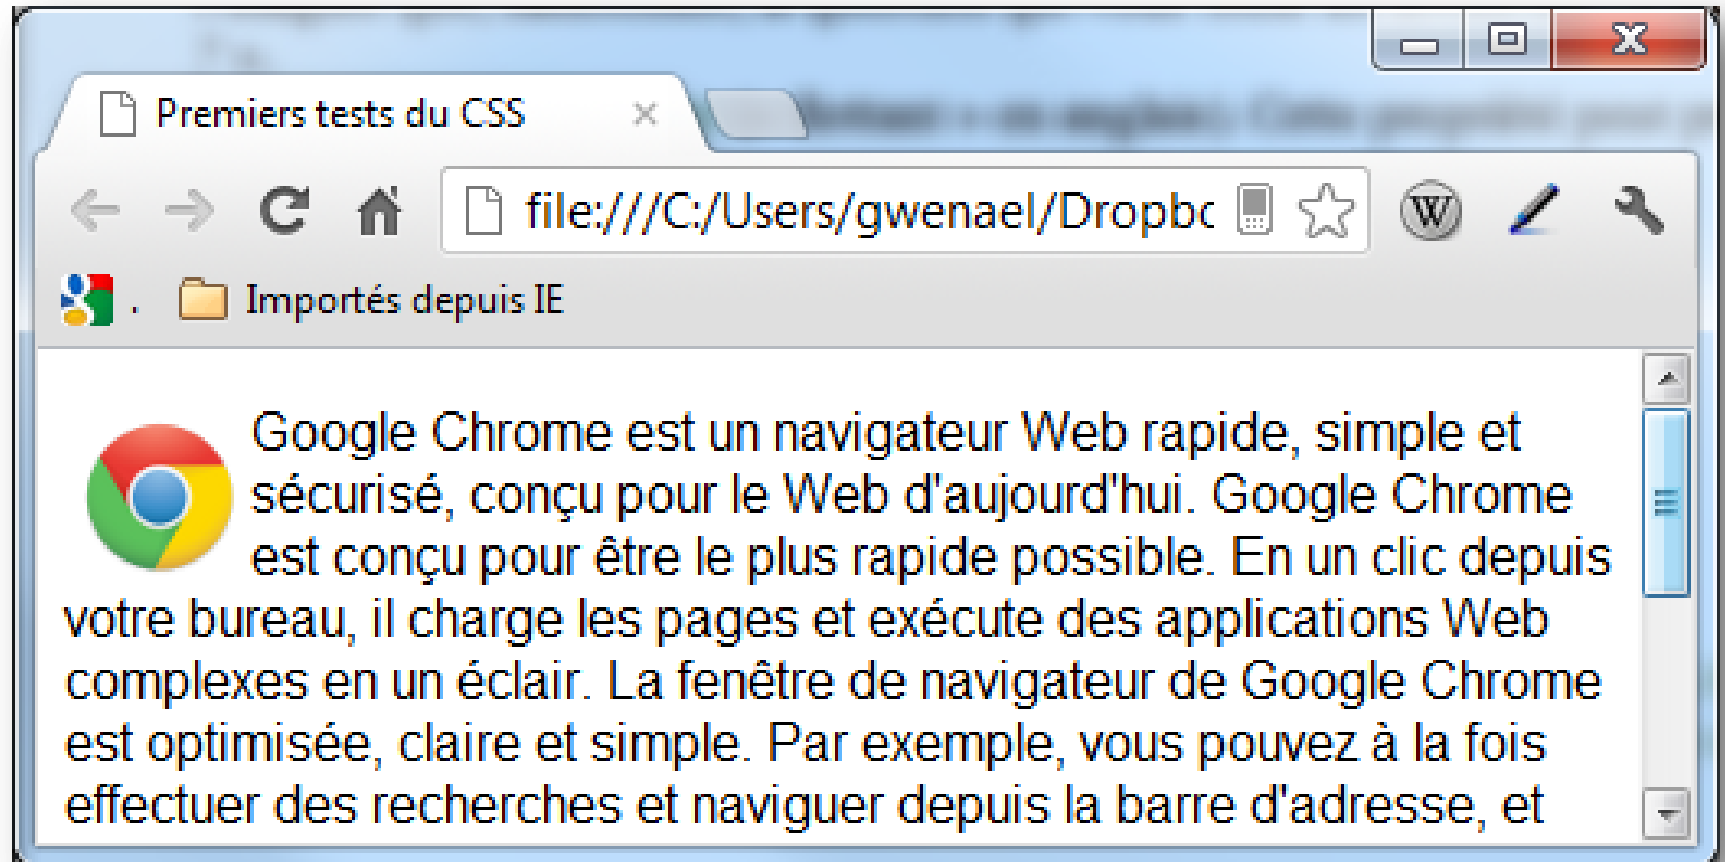 Premiers tests du CSS
file:///C:/Users/gwenael/Dropbc
W
. Importés depuis IE
Google Chrome est un navigateur Web rapide, simple et
sécurisé, conçu pour le Web d'aujourd'hui. Google Chrome
est conçu pour être le plus rapide possible. En un clic depuis
votre bureau, il charge les pages et exécute des applications Web
complexes en un éclair. La fenêtre de navigateur de Google Chrome
est optimisée, claire et simple. Par exemple, vous pouvez à la fois
effectuer des recherches et naviguer depuis la barre d'adresse, et